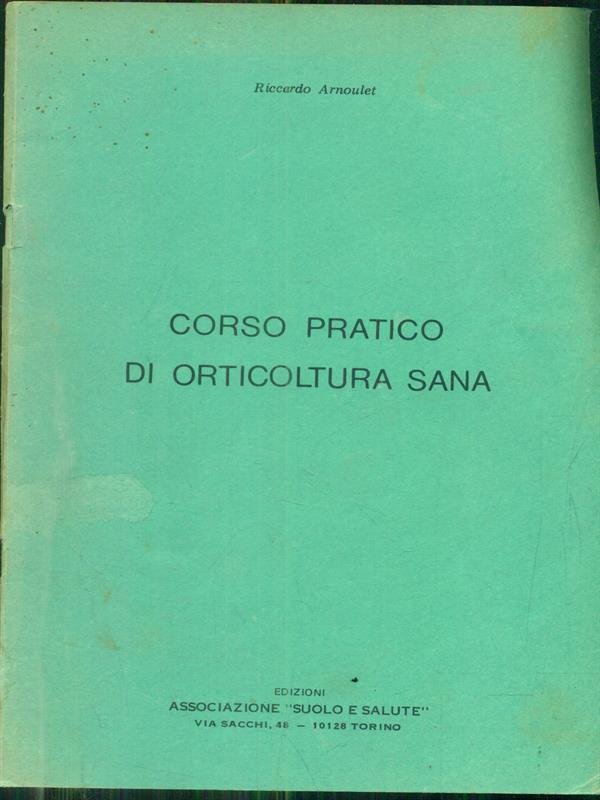 Riccardo Arnoulet
CORSO PRATICO
DI ORTICOLTURA SANA
EDIZIONI
ASSOCIAZIONE "SUOLO E SALUTE"
VIA SACCHI, 48 — 10128 TORINO